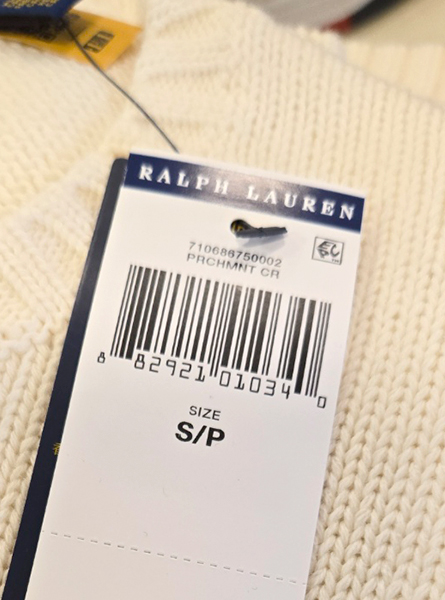 RALPH LAUREN
710686750002
PRCHMNT CR
8 82921 01034 0
SIZE
S/P